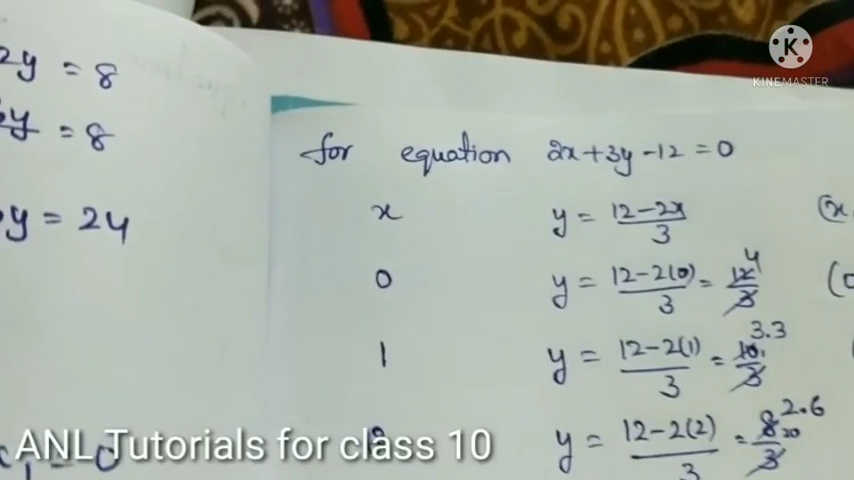 2y = 8
y = 8
y = 24
K
KINEMASTER
for equation 2x+3y-12 = 0
x y = 12-2x/3 (x
0 y = 12-2(0)/3 = 12/3 4 (0
1 y = 12-2(1)/3 = 10/3 3.3
y = 12-2(2)/3 = 8/3 2.6
ANL Tutorials for class 10